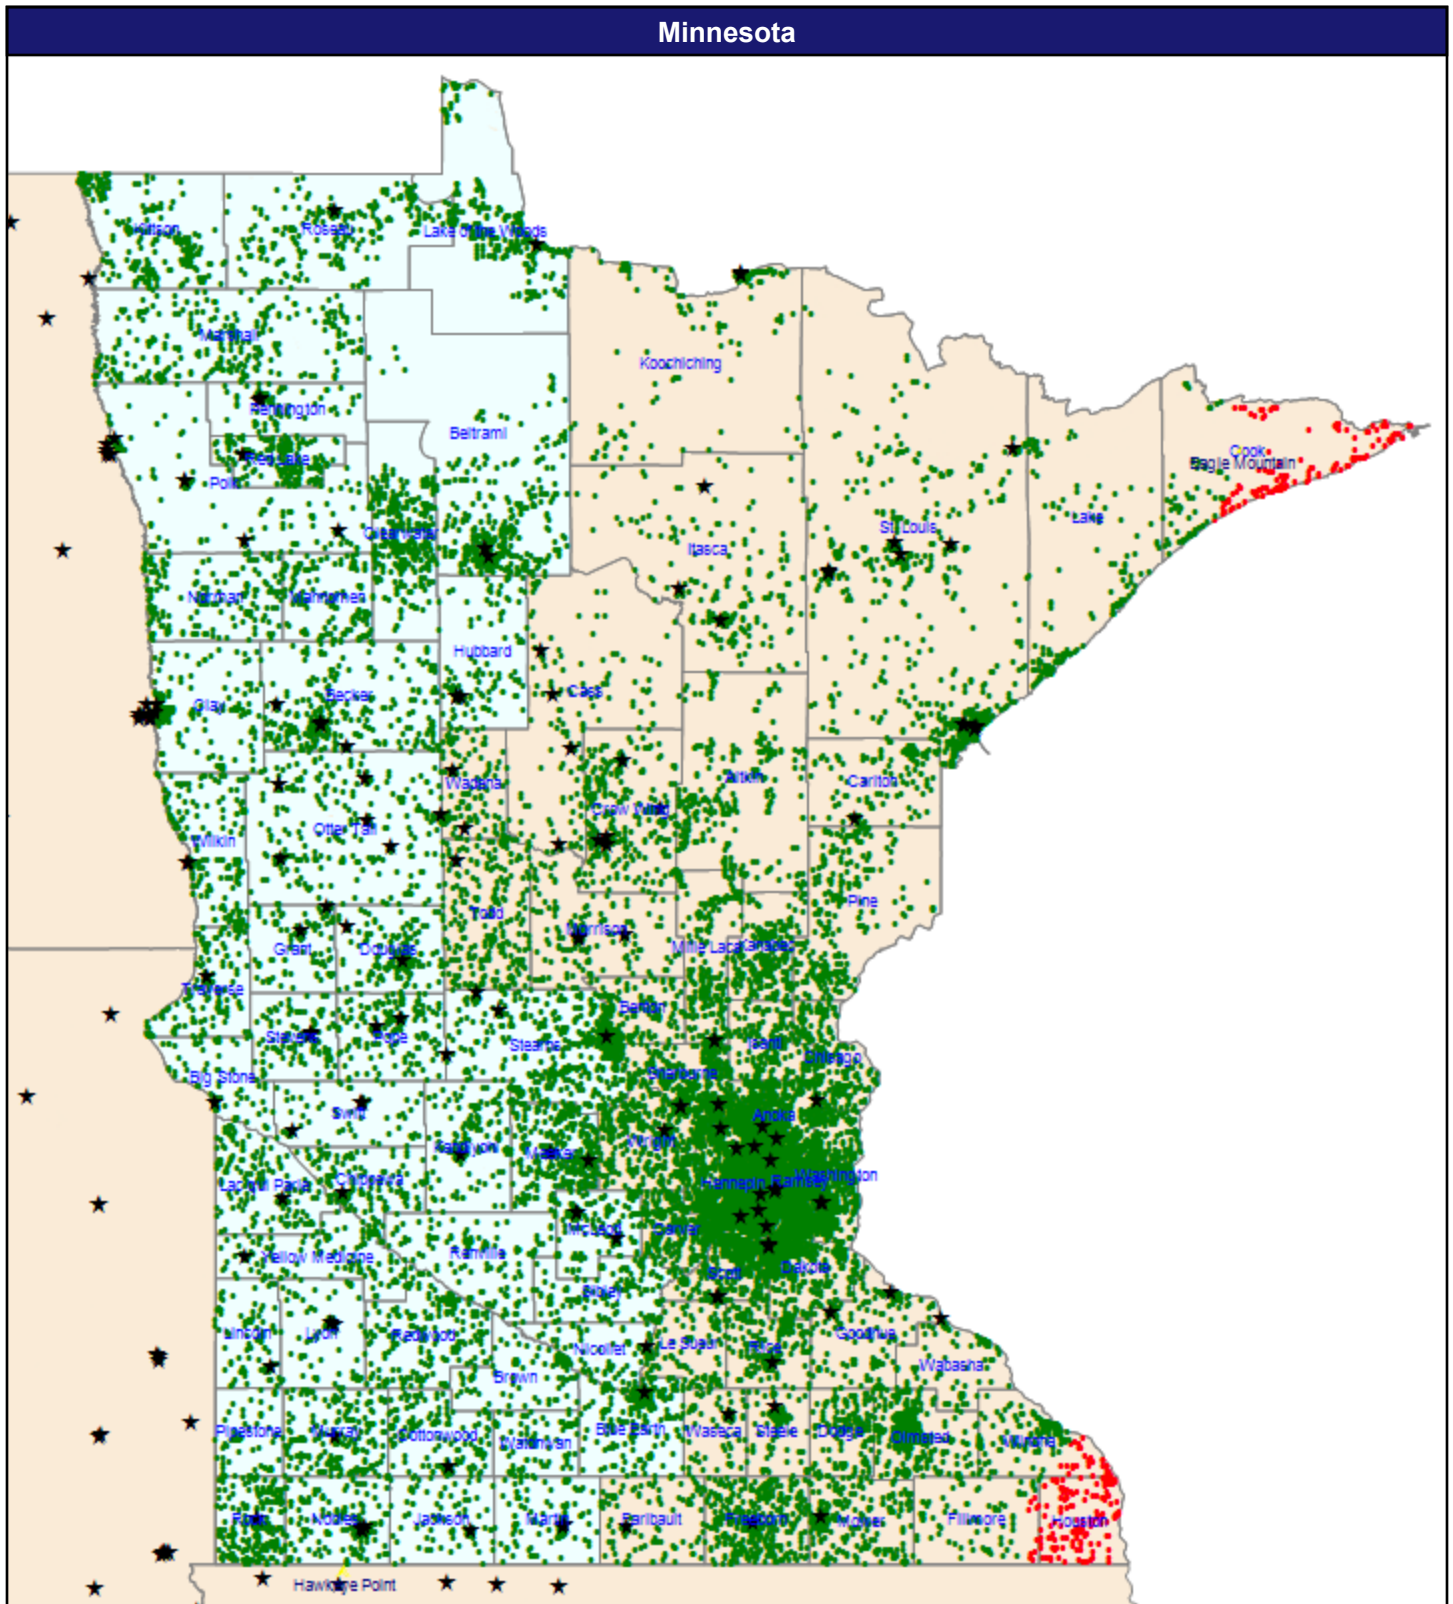 Minnesota
Kittson
Roseau
Lake of the Woods
Marshall
Koochiching
Pennington
Beltrami
Red Lake
Polk
Cook
Eagle Mountain
Clearwater
St. Louis
Lake
Itasca
Norman
Mahnomen
Hubbard
Becker
Cass
Clay
Wadena
Aitkin
Carlton
Crow Wing
Otter Tail
Wilkin
Pine
Todd
Morrison
Grant
Douglas
Mille Lacs
Kanabec
Traverse
Benton
Stevens
Pope
Stearns
Isanti
Chisago
Big Stone
Sherburne
Swift
Anoka
Wright
Kandiyohi
Meeker
Lac qui Parle
Chippewa
Hennepin
Ramsey
Washington
McLeod
Carver
Yellow Medicine
Renville
Scott
Dakota
Sibley
Lincoln
Lyon
Redwood
Nicollet
Le Sueur
Rice
Goodhue
Wabasha
Brown
Pipestone
Murray
Cottonwood
Watonwan
Blue Earth
Waseca
Steele
Dodge
Olmsted
Winona
Rock
Nobles
Jackson
Martin
Faribault
Freeborn
Mower
Fillmore
Houston
Hawkeye Point